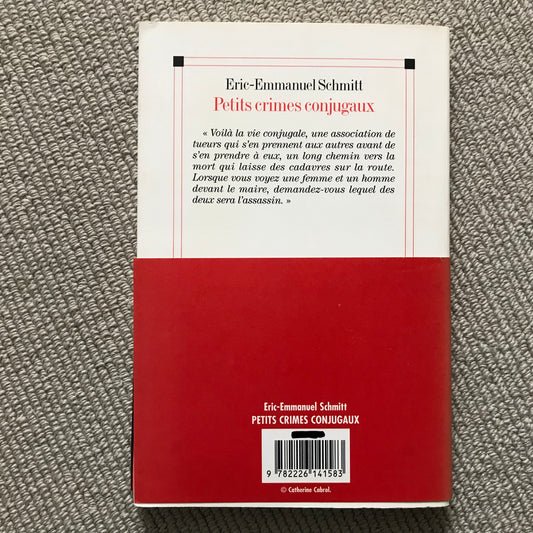 Eric-Emmanuel Schmitt
Petits crimes conjugaux
« Voilà la vie conjugale, une association de
tueurs qui s'en prennent aux autres avant de
s'en prendre à eux, un long chemin vers la
mort qui laisse des cadavres sur la route.
Lorsque vous voyez une femme et un homme
devant le maire, demandez-vous lequel des
deux sera l'assassin. »
Eric-Emmanuel Schmitt
PETITS CRIMES CONJUGAUX
9 782226 141583
© Catherine Cabrol.